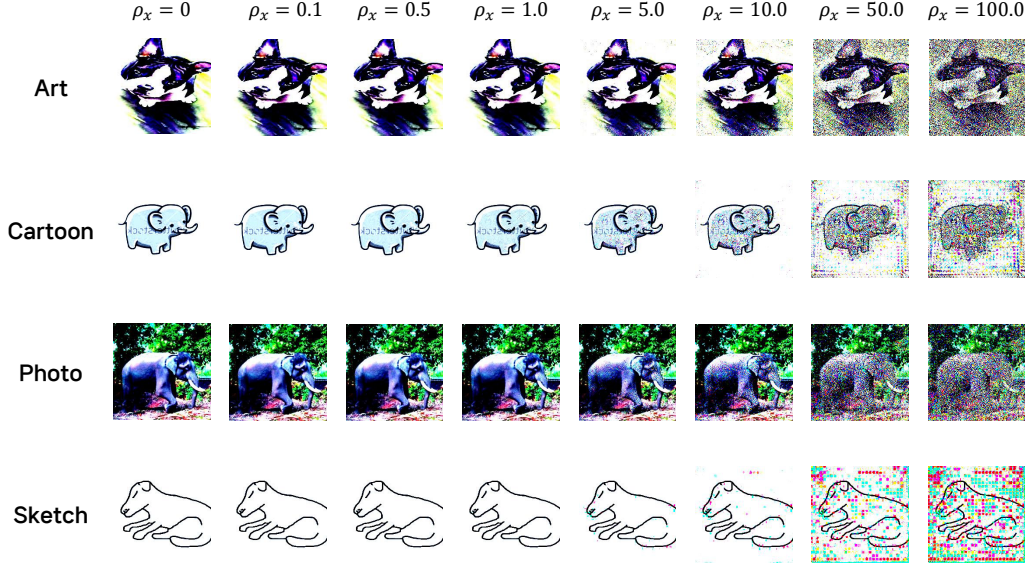 ρₓ = 0 ρₓ = 0.1 ρₓ = 0.5 ρₓ = 1.0 ρₓ = 5.0 ρₓ = 10.0 ρₓ = 50.0 ρₓ = 100.0
Art
Cartoon
Photo
Sketch